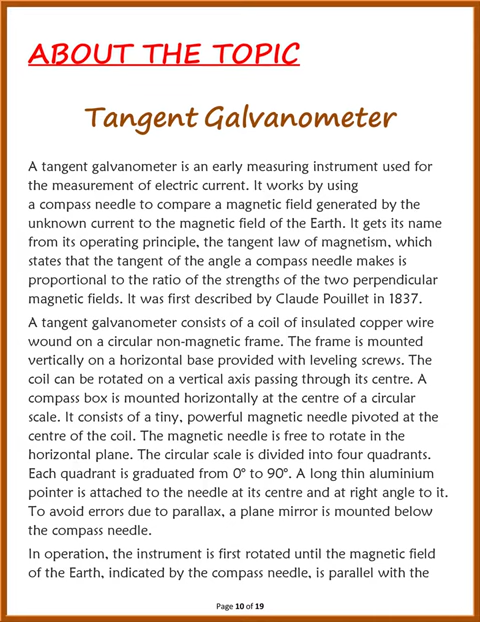 ABOUT THE TOPIC
Tangent Galvanometer
A tangent galvanometer is an early measuring instrument used for
the measurement of electric current. It works by using
a compass needle to compare a magnetic field generated by the
unknown current to the magnetic field of the Earth. It gets its name
from its operating principle, the tangent law of magnetism, which
states that the tangent of the angle a compass needle makes is
proportional to the ratio of the strengths of the two perpendicular
magnetic fields. It was first described by Claude Pouillet in 1837.
A tangent galvanometer consists of a coil of insulated copper wire
wound on a circular non-magnetic frame. The frame is mounted
vertically on a horizontal base provided with leveling screws. The
coil can be rotated on a vertical axis passing through its centre. A
compass box is mounted horizontally at the centre of a circular
scale. It consists of a tiny, powerful magnetic needle pivoted at the
centre of the coil. The magnetic needle is free to rotate in the
horizontal plane. The circular scale is divided into four quadrants.
Each quadrant is graduated from 0° to 90°. A long thin aluminium
pointer is attached to the needle at its centre and at right angle to it.
To avoid errors due to parallax, a plane mirror is mounted below
the compass needle.
In operation, the instrument is first rotated until the magnetic field
of the Earth, indicated by the compass needle, is parallel with the
Page 10 of 19